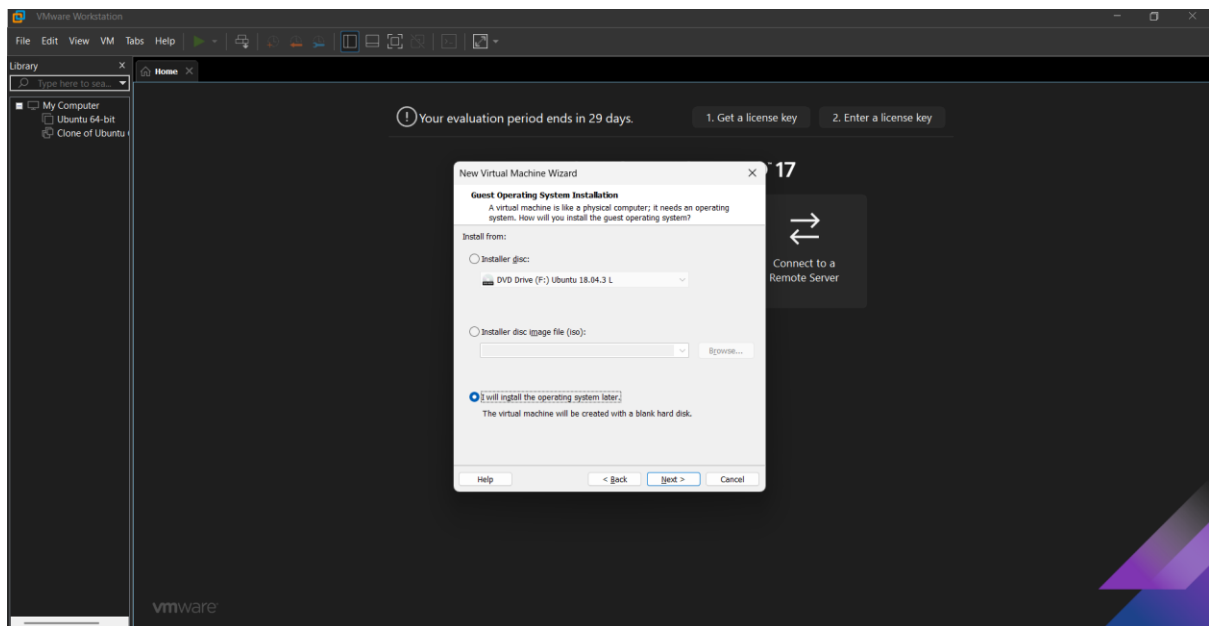 VMware Workstation
File Edit View VM Tabs Help
Library X
Home X
Type here to sea...
My Computer
Ubuntu 64-bit
Clone of Ubuntu
! Your evaluation period ends in 29 days. 1. Get a license key 2. Enter a license key
17
New Virtual Machine Wizard
Guest Operating System Installation
A virtual machine is like a physical computer; it needs an operating
system. How will you install the guest operating system?
Install from:
Installer disc:
DVD Drive (F:) Ubuntu 18.04.3 L
Installer disc image file (iso):
Browse...
I will install the operating system later.
The virtual machine will be created with a blank hard disk.
Help < Back Next > Cancel
Connect to a
Remote Server
vmware